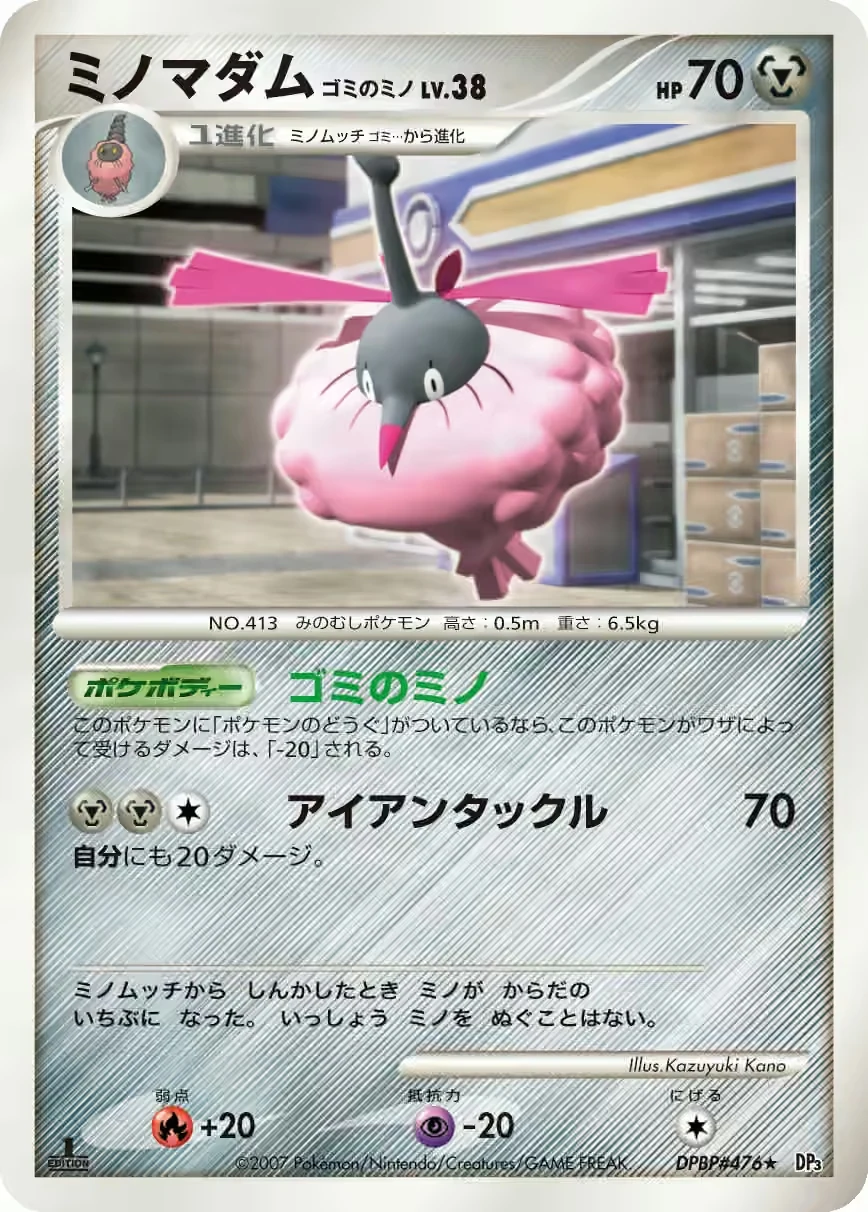 ミノマダム ゴミのミノ LV.38 HP 70
1進化 ミノムッチ ゴミ…から進化
NO.413 みのむしポケモン 高さ：0.5m 重さ：6.5kg
ポケボディー ゴミのミノ
このポケモンに「ポケモンのどうぐ」がついているなら、このポケモンがワザによっ
て受けるダメージは、「-20」される。
アイアンタックル 70
自分にも20ダメージ。
ミノムッチから しんかしたとき ミノが からだの
いちぶに なった。 いっしょう ミノを ぬぐことはない。
Illus.Kazuyuki Kano
弱点 抵抗力 にげる
+20 -20
1 EDITION ©2007 Pokémon/Nintendo/Creatures/GAME FREAK. DPBP#476★ DP3